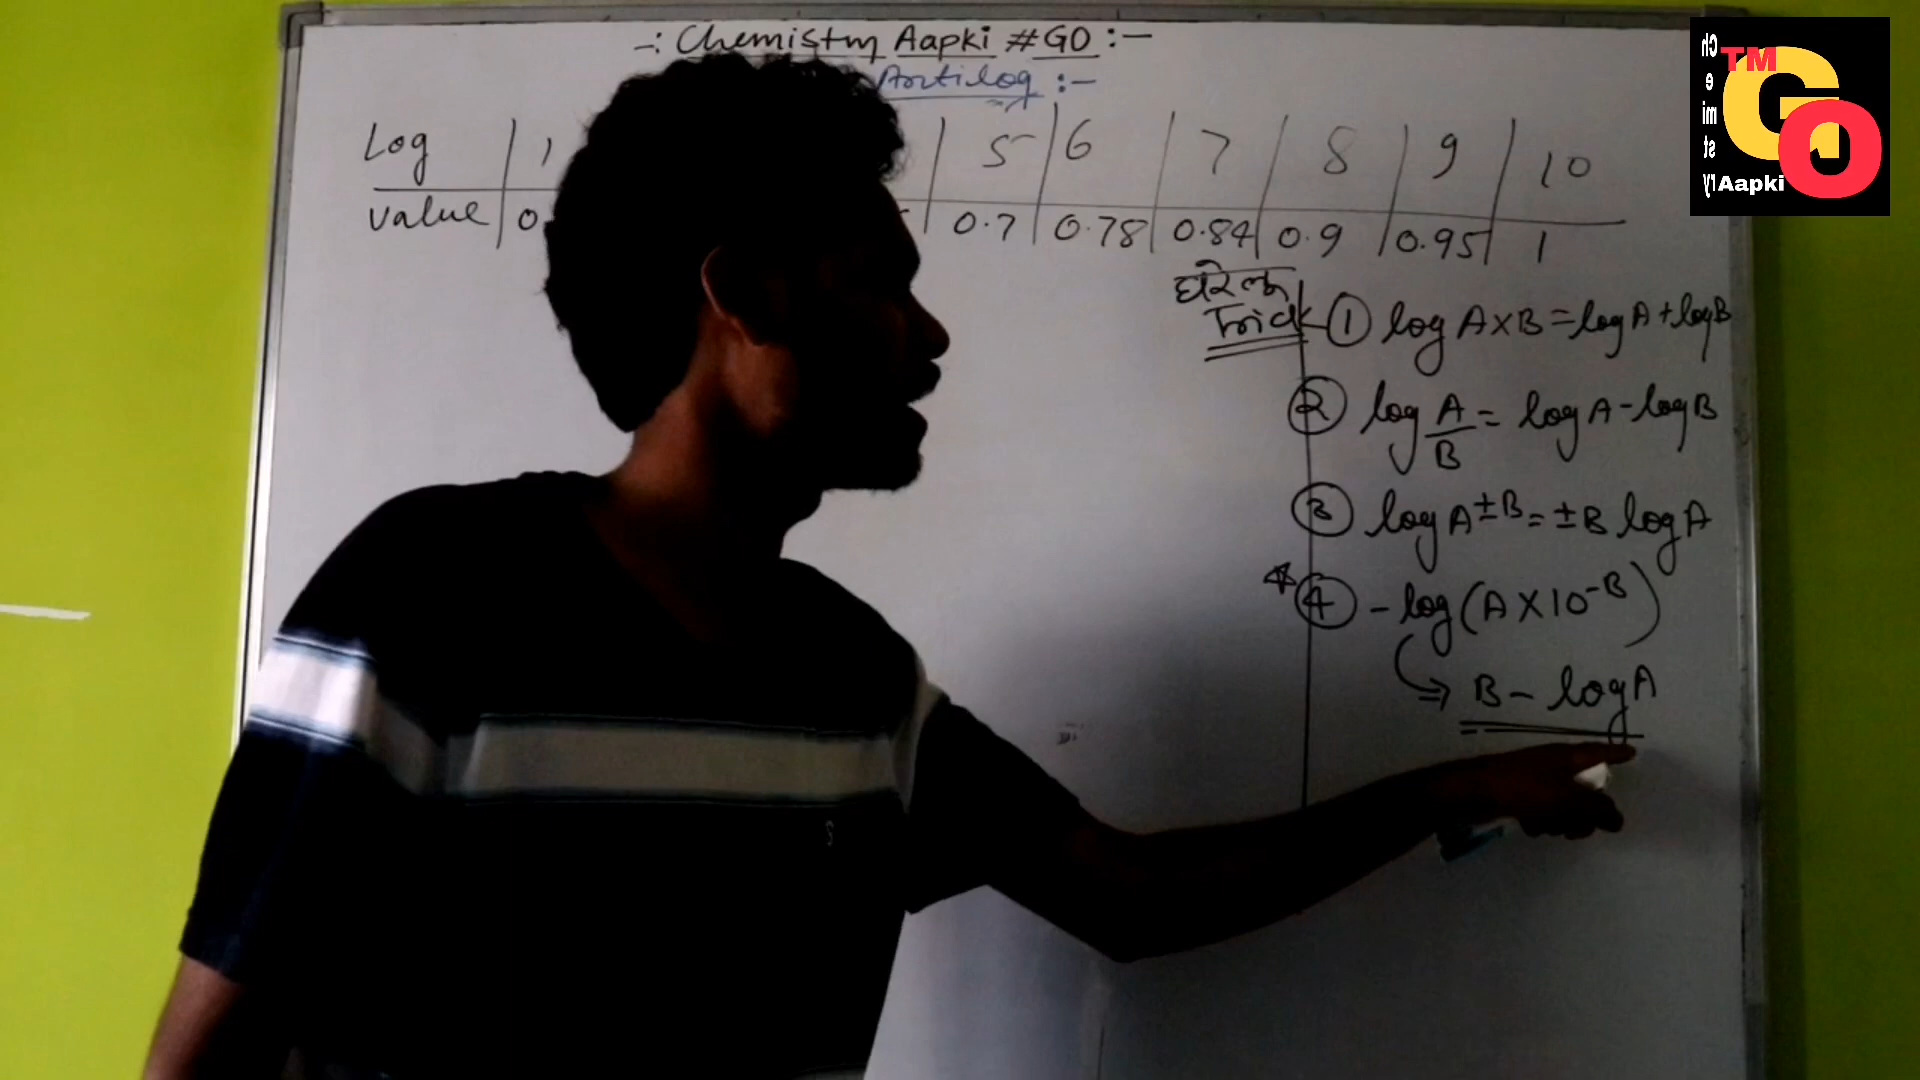 -: Chemistry Aapki #GO :-
Antilog :-
Log | 1 | 5 | 6 | 7 | 8 | 9 | 10
value | 0. | 0.7 | 0.78 | 0.84 | 0.9 | 0.95 | 1
घरेलू
Trick
① log A×B = log A + log B
② log A/B = log A - log B
③ log A^±B = ±B log A
④ - log (A × 10^-B)
⇒ B - log A
Chemistry
TM
GO
Aapki